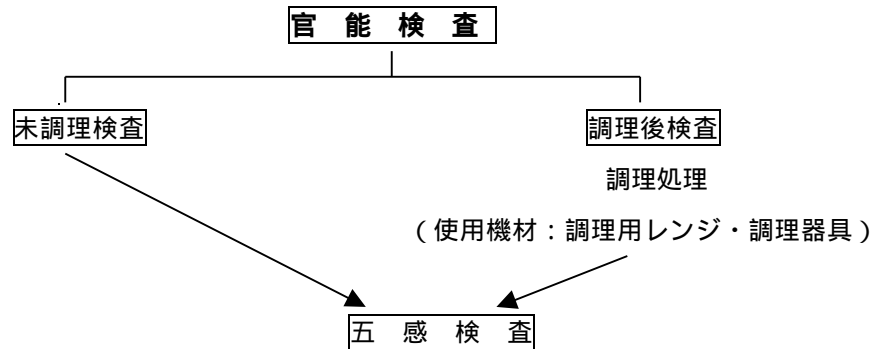 官 能 検 査
未調理検査
調理後検査
調理処理
(使用機材:調理用レンジ・調理器具)
五 感 検 査